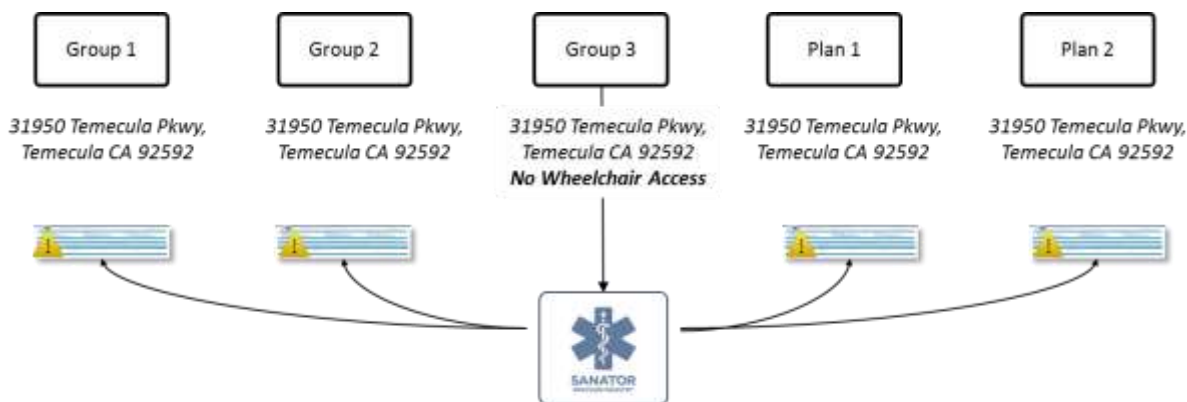 Group 1
Group 2
Group 3
Plan 1
Plan 2
31950 Temecula Pkwy,
Temecula CA 92592
31950 Temecula Pkwy,
Temecula CA 92592
31950 Temecula Pkwy,
Temecula CA 92592
No Wheelchair Access
31950 Temecula Pkwy,
Temecula CA 92592
31950 Temecula Pkwy,
Temecula CA 92592
SANATOR